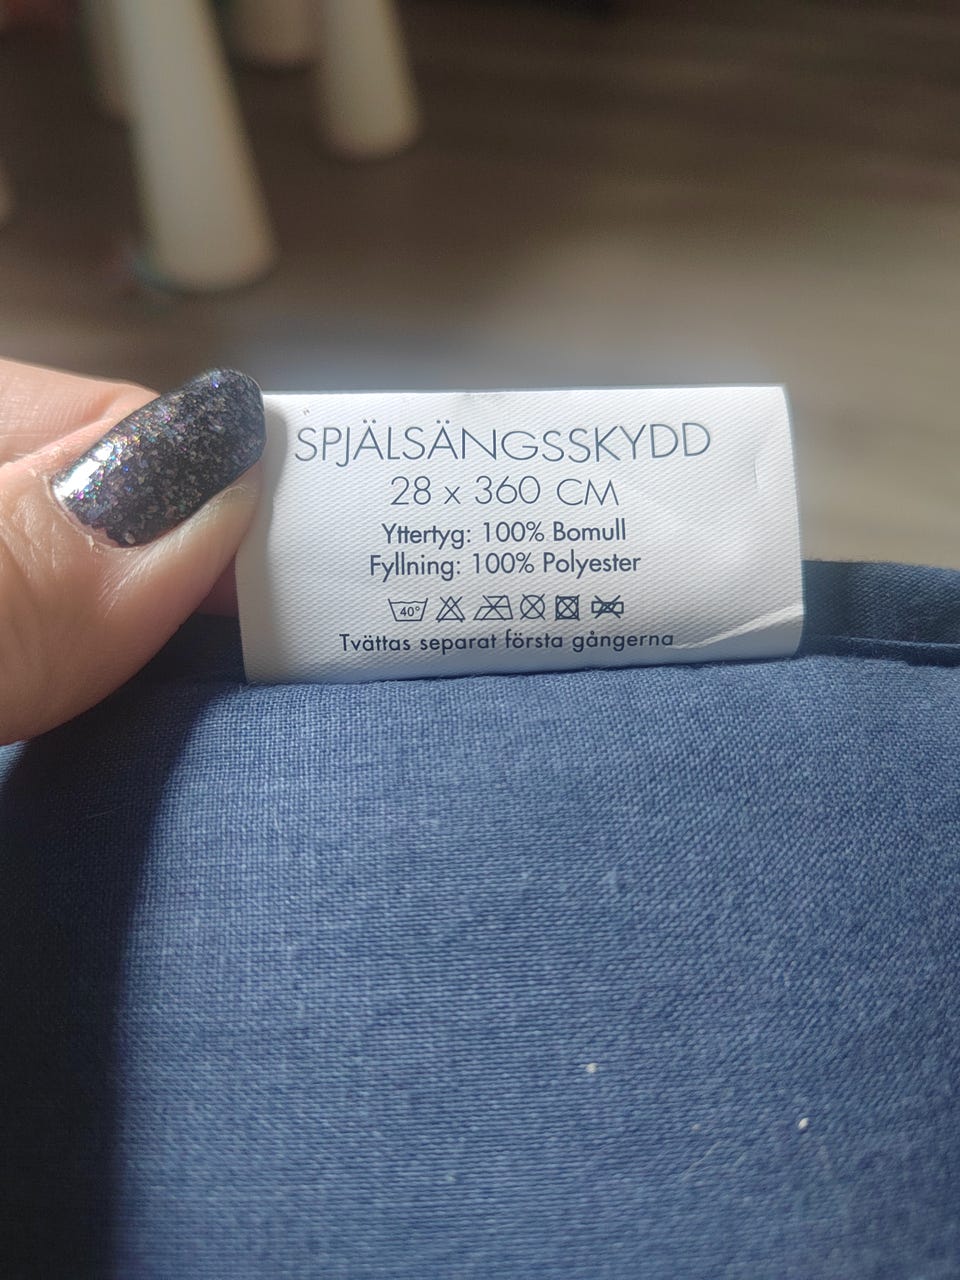 SPJÄLSÄNGSSKYDD
28 x 360 CM
Yttertyg: 100% Bomull
Fyllning: 100% Polyester
40°
Tvättas separat första gångerna